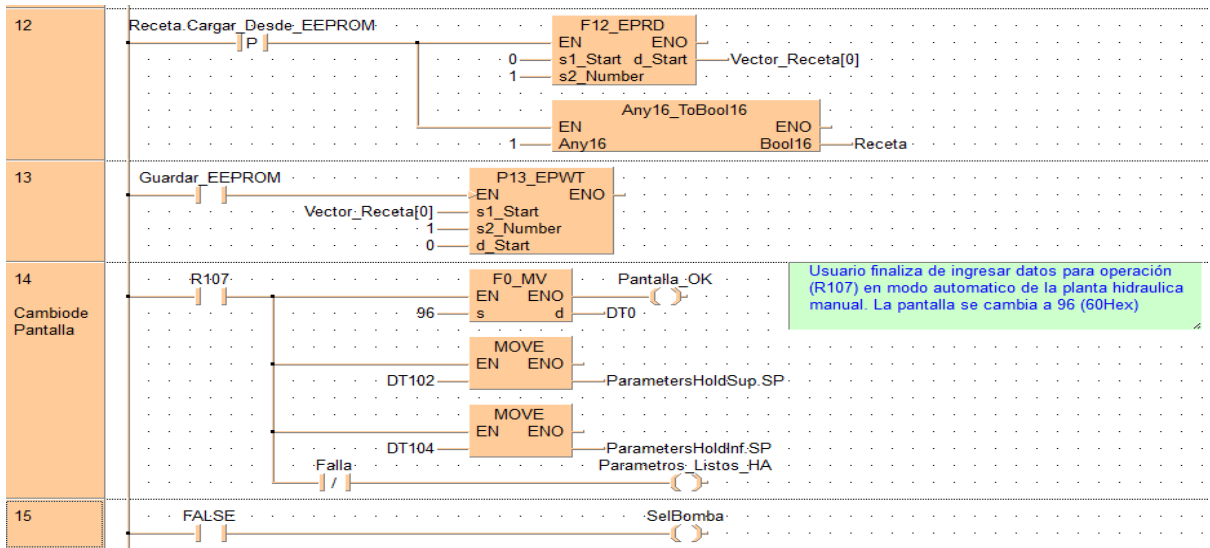 12
Receta.Cargar_Desde_EEPROM
P
F12_EPRD
EN ENO
0 s1_Start d_Start Vector_Receta[0]
1 s2_Number
Any16_ToBool16
EN ENO
1 Any16 Bool16 Receta
13
Guardar_EEPROM
P13_EPWT
EN ENO
Vector_Receta[0] s1_Start
1 s2_Number
0 d_Start
14
Cambiode
Pantalla
R107
F0_MV
Pantalla_OK
EN ENO
96 s d DT0
Usuario finaliza de ingresar datos para operación
(R107) en modo automatico de la planta hidraulica
manual. La pantalla se cambia a 96 (60Hex)
MOVE
EN ENO
DT102 ParametersHoldSup.SP
MOVE
EN ENO
DT104 ParametersHoldInf.SP
Falla Parametros_Listos_HA
/
15
FALSE SelBomba